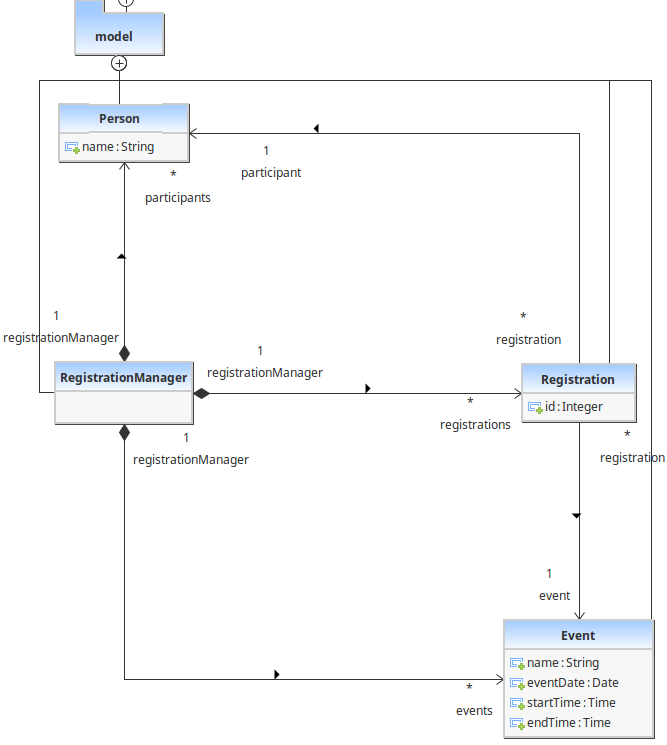 model
Person
name : String
1
participant
*
participants
1
registrationManager
*
registration
1
registrationManager
RegistrationManager
Registration
id : Integer
*
registrations
1
registrationManager
*
registration
1
event
Event
name : String
eventDate : Date
startTime : Time
endTime : Time
*
events